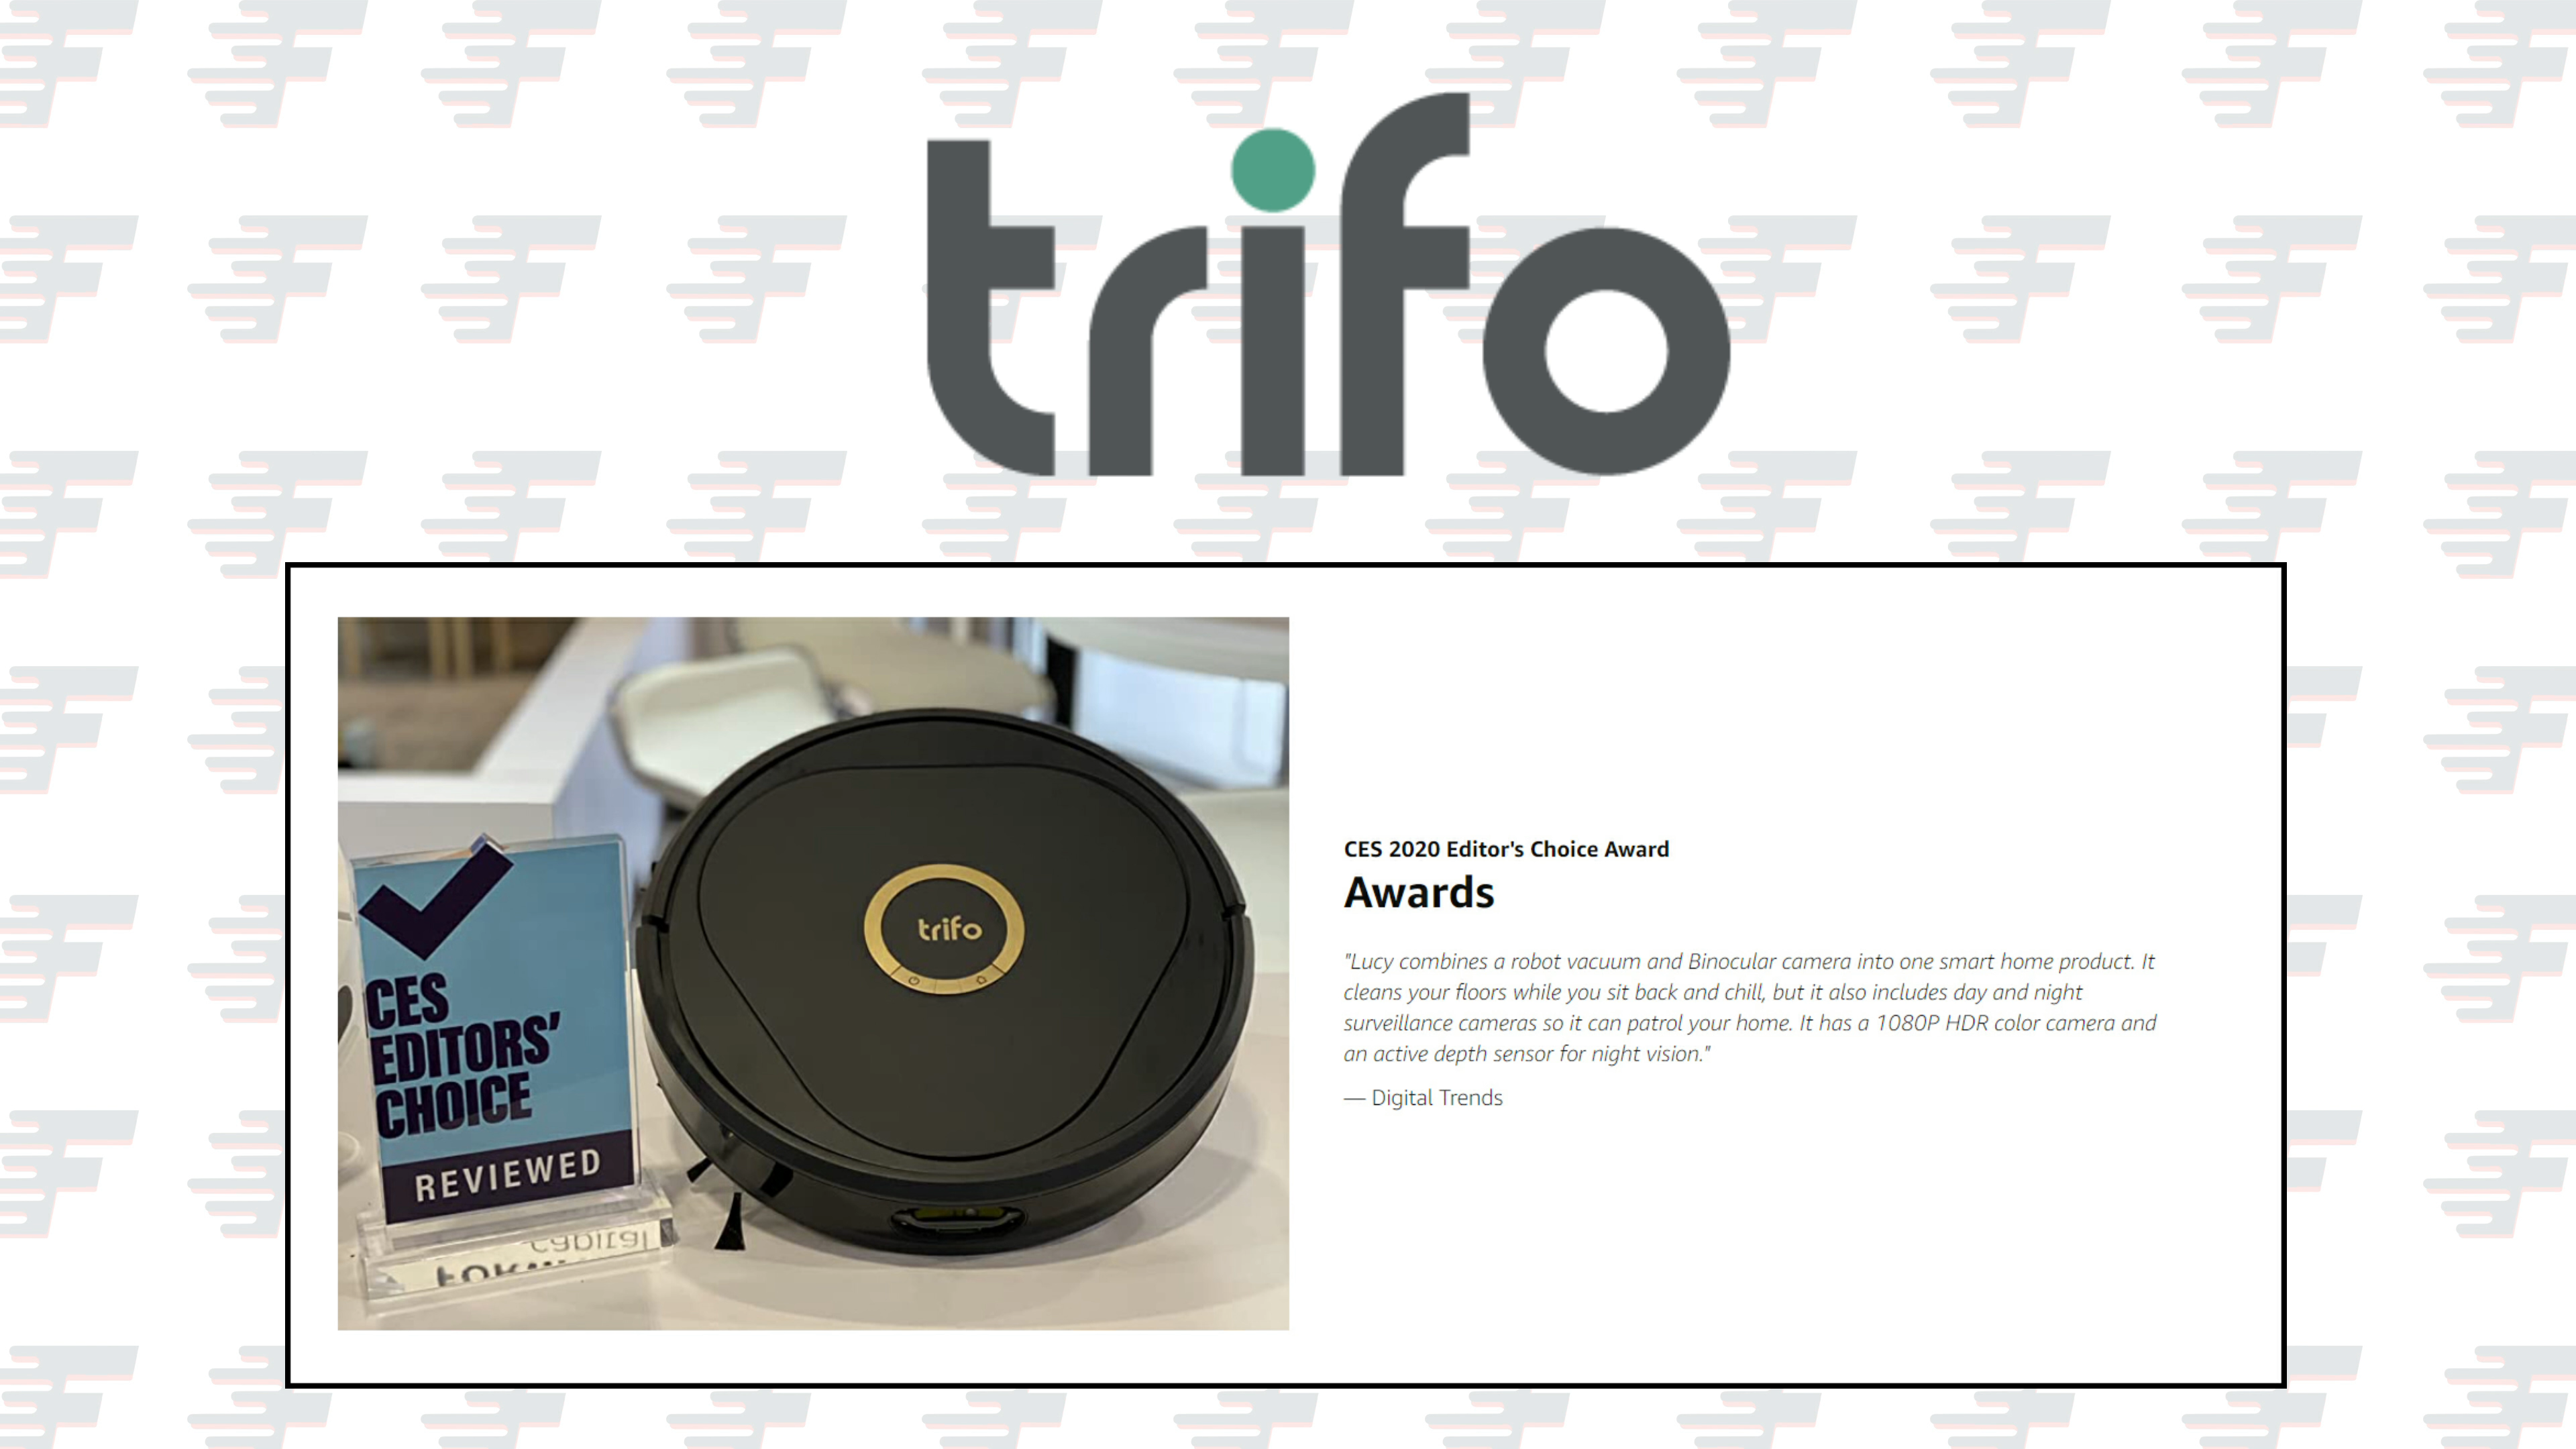 trifo
trifo
CES
EDITORS'
CHOICE
REVIEWED
capital
CES 2020 Editor's Choice Award
Awards
"Lucy combines a robot vacuum and Binocular camera into one smart home product. It
cleans your floors while you sit back and chill, but it also includes day and night
surveillance cameras so it can patrol your home. It has a 1080P HDR color camera and
an active depth sensor for night vision."
— Digital Trends